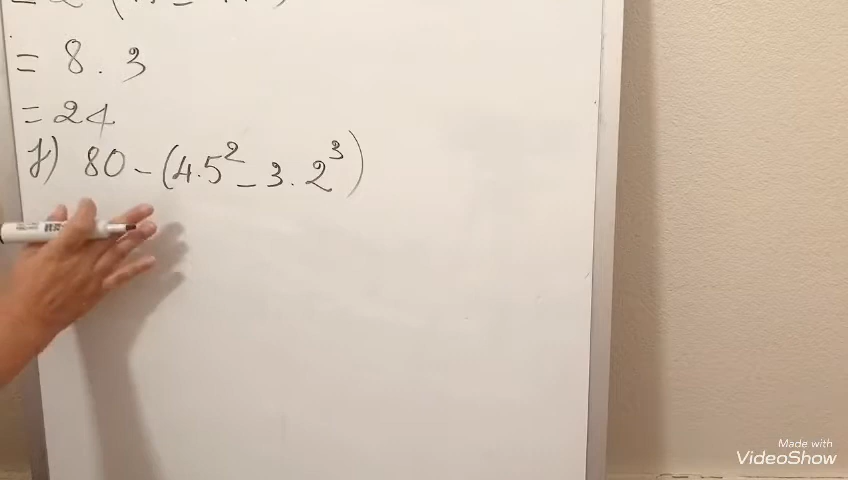 = 8 . 3
= 24
f) 80 - (4.5² - 3. 2³)
Made with
VideoShow